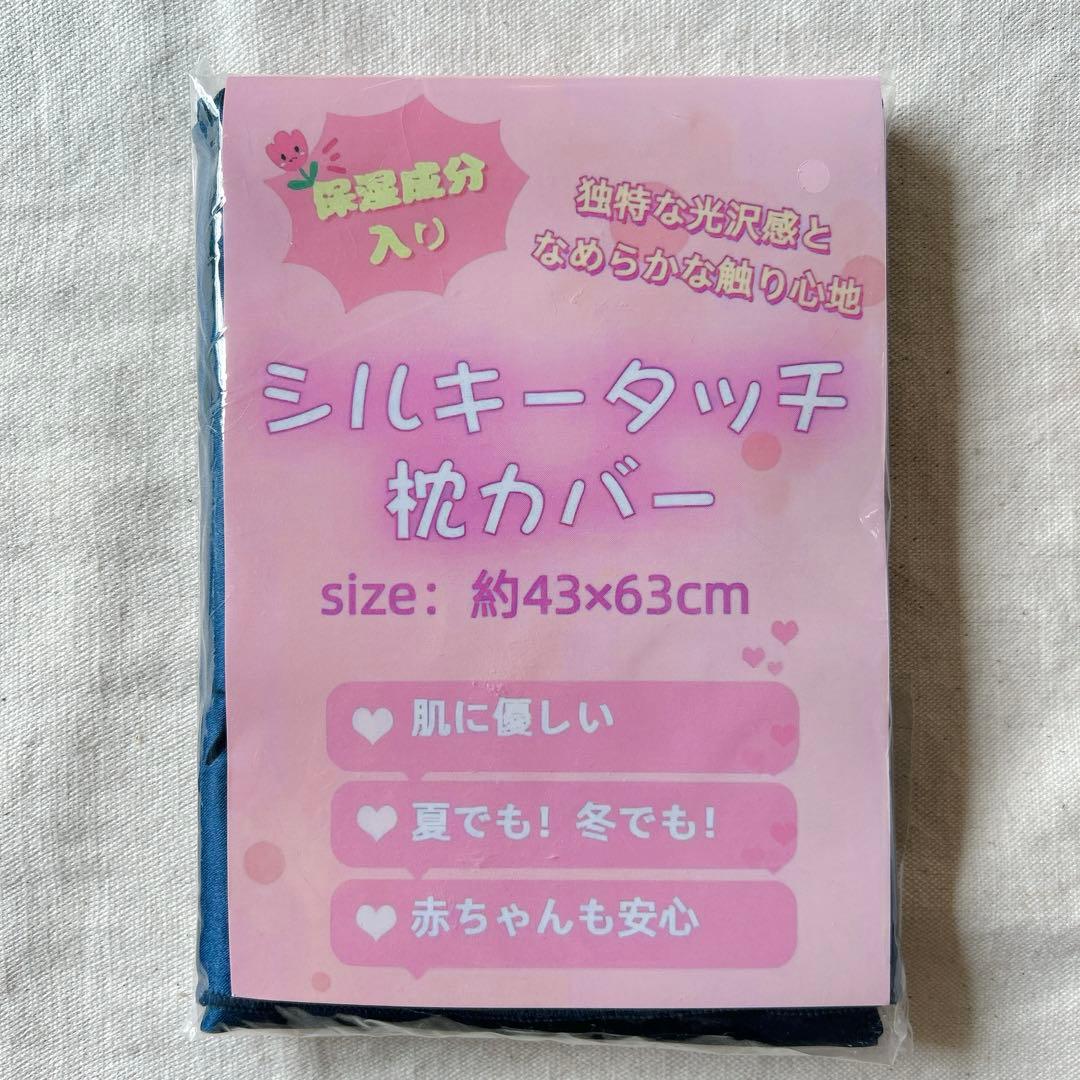 保湿成分
入り
独特な光沢感と
なめらかな触り心地
シルキータッチ
枕カバー
size：約43×63cm
肌に優しい
夏でも！冬でも！
赤ちゃんも安心